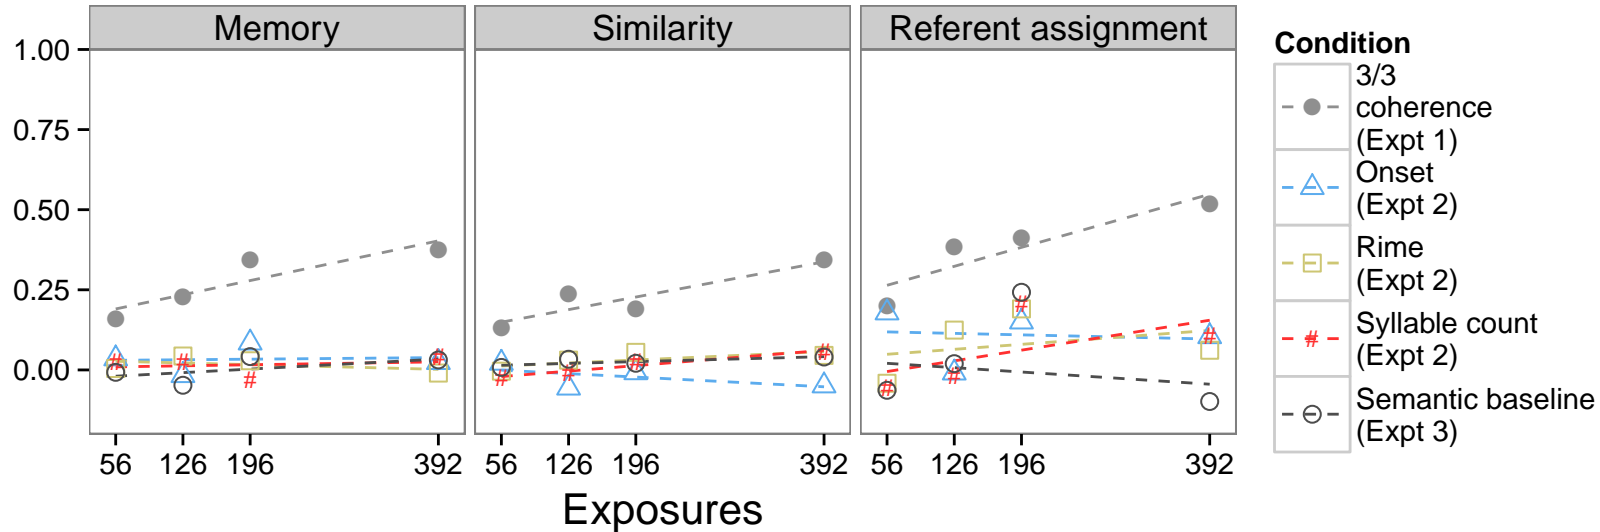 Memory
Similarity
Referent assignment
1.00
0.75
0.50
0.25
0.00
56 126 196 392
56 126 196 392
56 126 196 392
Exposures
Condition
3/3
coherence
(Expt 1)
Onset
(Expt 2)
Rime
(Expt 2)
# Syllable count
(Expt 2)
Semantic baseline
(Expt 3)